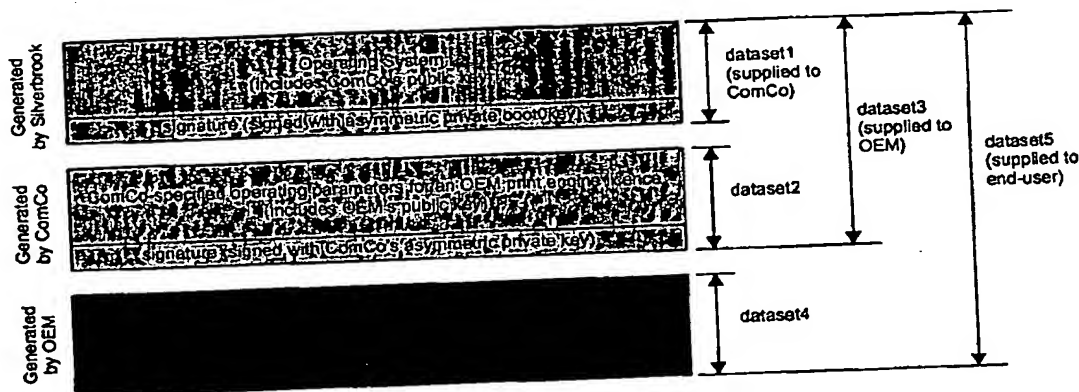 Generated
by Silverbrook
Operating System
(includes ComCo's public key)
signature (signed with asymmetric private boot0key)
dataset1
(supplied to
ComCo)
dataset3
(supplied to
OEM)
dataset5
(supplied to
end-user)
Generated
by ComCo
ComCo-specified operating parameters for an OEM print engine licence
(includes OEM's public key)
signature (signed with ComCo's asymmetric private key)
dataset2
Generated
by OEM
dataset4